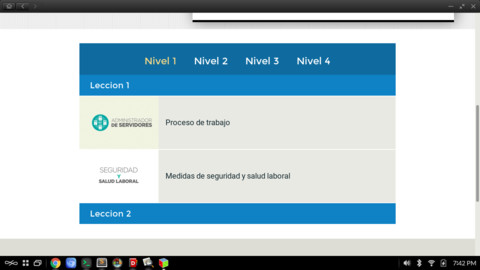 Nivel 1 Nivel 2 Nivel 3 Nivel 4
Leccion 1
ADMINISTRADOR
DE SERVIDORES
Proceso de trabajo
SEGURIDAD
Y
SALUD LABORAL
Medidas de seguridad y salud laboral
Leccion 2
7:42 PM